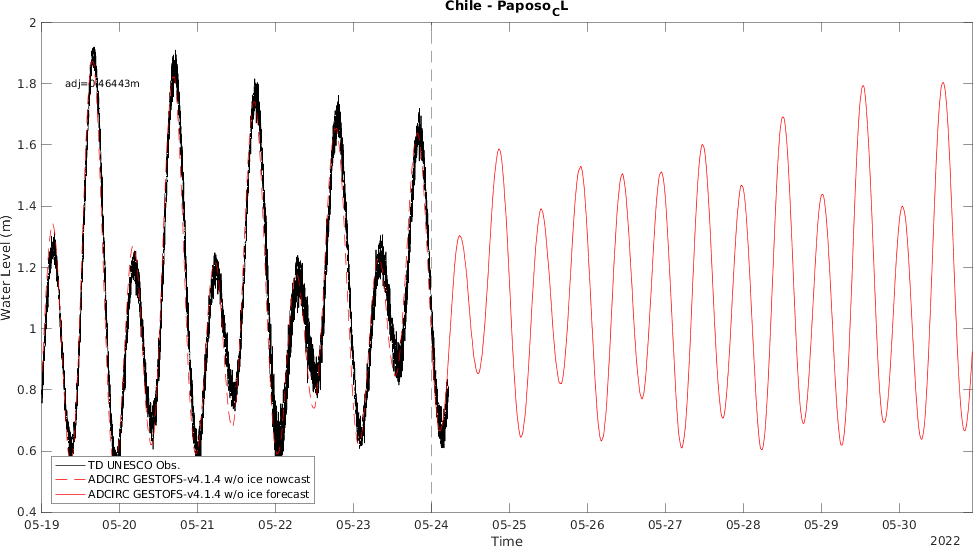 Chile - Paposo_CL
2
1.8
1.6
1.4
1.2
1
0.8
0.6
0.4
Water Level (m)
adj=0.46443m
TD UNESCO Obs.
ADCIRC GESTOFS-v4.1.4 w/o ice nowcast
ADCIRC GESTOFS-v4.1.4 w/o ice forecast
05-19 05-20 05-21 05-22 05-23 05-24 05-25 05-26 05-27 05-28 05-29 05-30
Time
2022